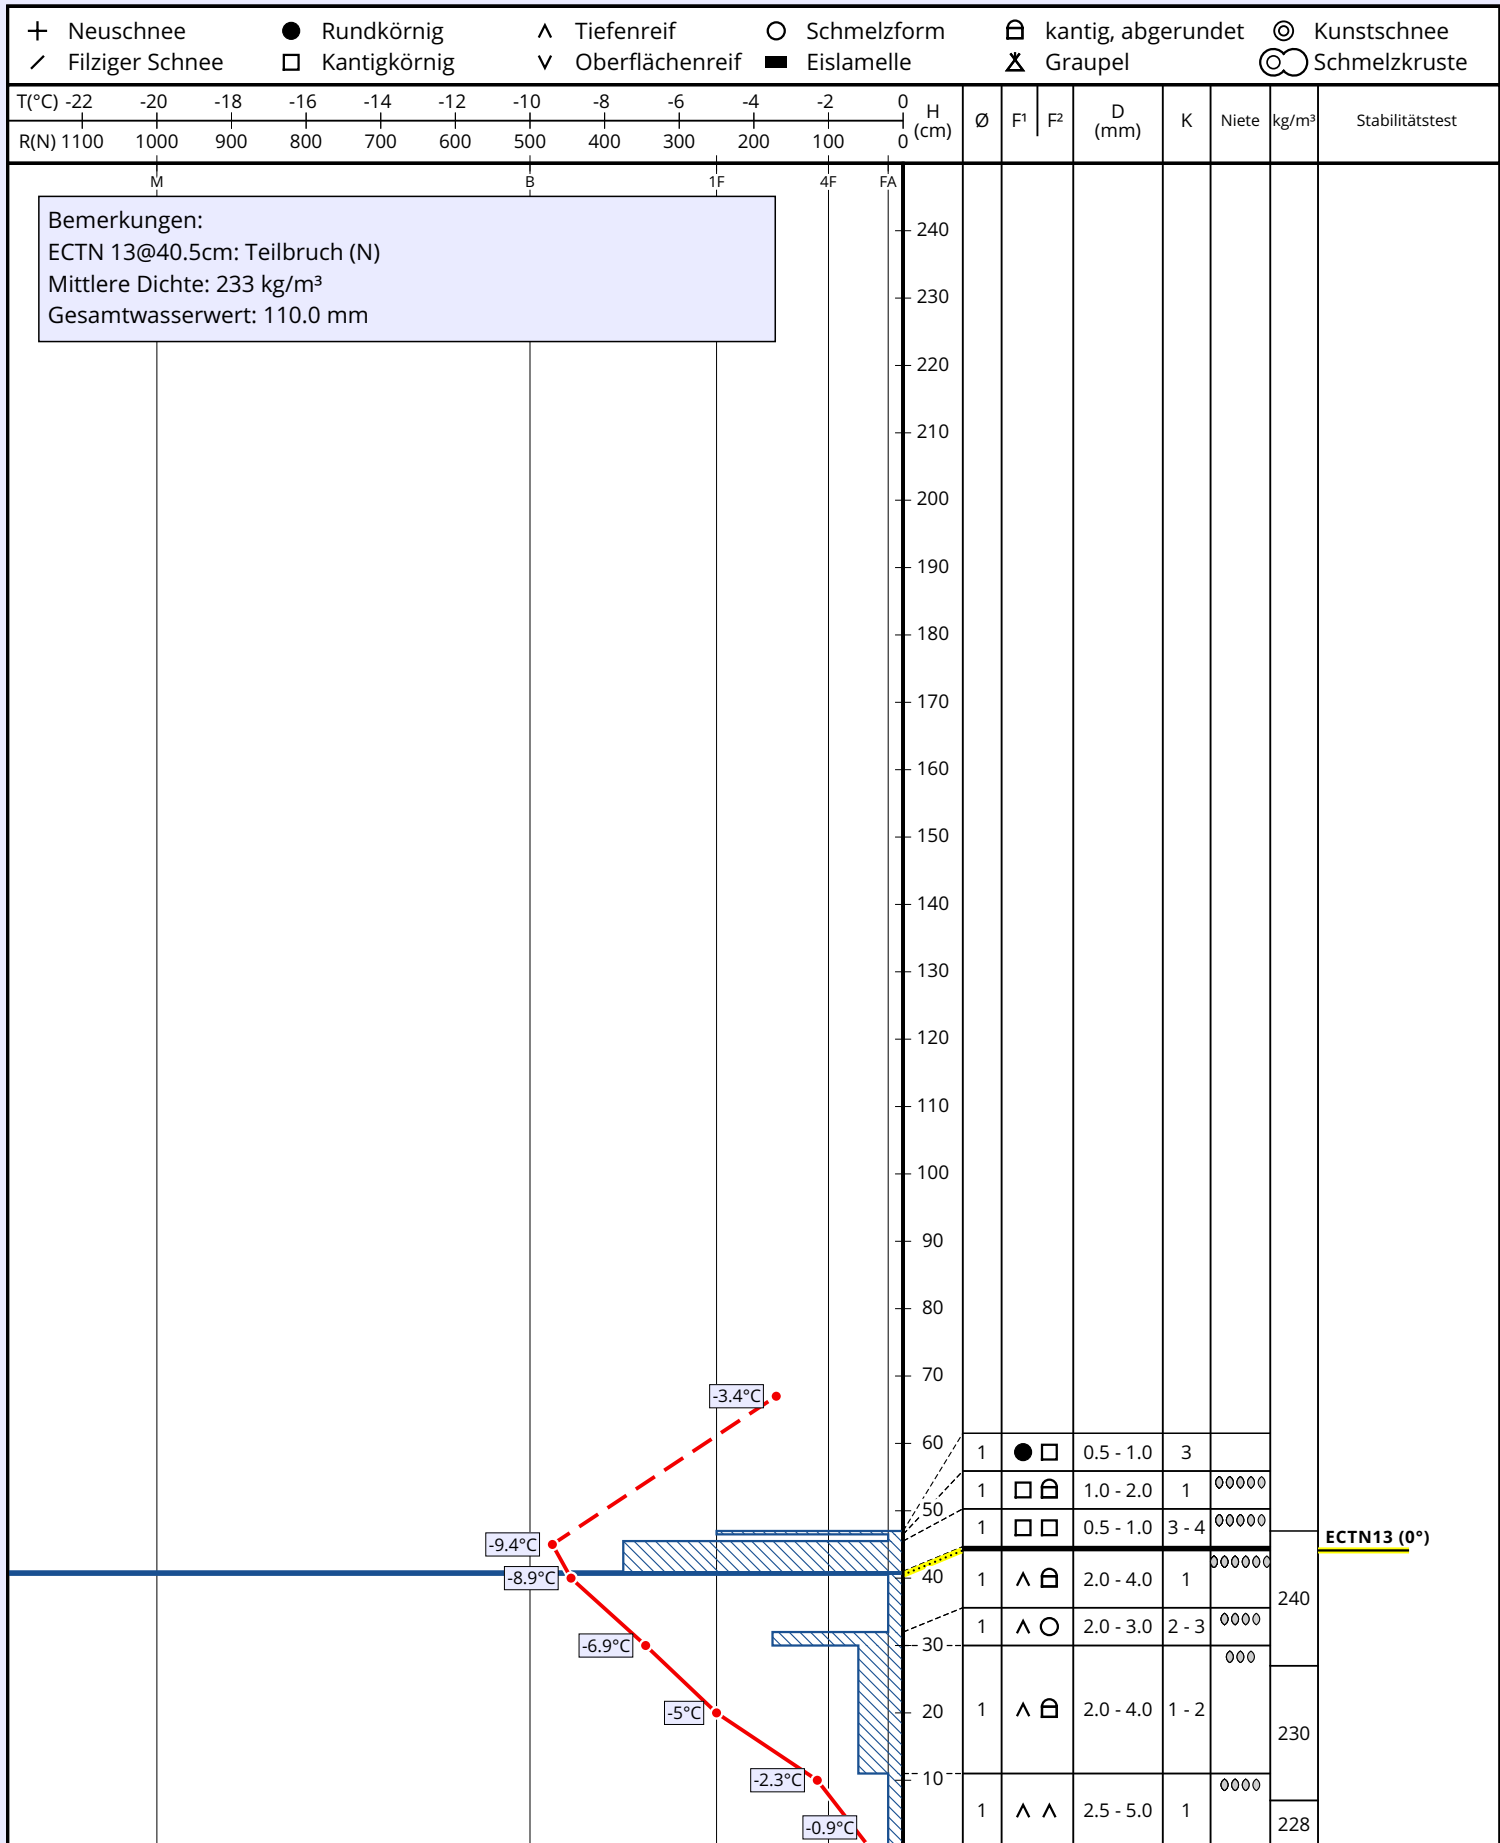 Neuschnee Rundkörnig Tiefenreif Schmelzform kantig, abgerundet Kunstschnee
Filziger Schnee Kantigkörnig Oberflächenreif Eislamelle Graupel Schmelzkruste
T(°C) -22 -20 -18 -16 -14 -12 -10 -8 -6 -4 -2 0
R(N) 1100 1000 900 800 700 600 500 400 300 200 100 0
H (cm) Ø F¹ F² D (mm) K Niete kg/m³ Stabilitätstest
M B 1F 4F FA
Bemerkungen:
ECTN 13@40.5cm: Teilbruch (N)
Mittlere Dichte: 233 kg/m³
Gesamtwasserwert: 110.0 mm
240
230
220
210
200
190
180
170
160
150
140
130
120
110
100
90
80
70
-3.4°C
60
1 0.5 - 1.0 3
1 1.0 - 2.0 1
50
1 0.5 - 1.0 3 - 4
ECTN13 (0°)
-9.4°C
-8.9°C 40
1 2.0 - 4.0 1
240
1 2.0 - 3.0 2 - 3
-6.9°C 30
-5°C 20
1 2.0 - 4.0 1 - 2
230
-2.3°C 10
1 2.5 - 5.0 1
228
-0.9°C